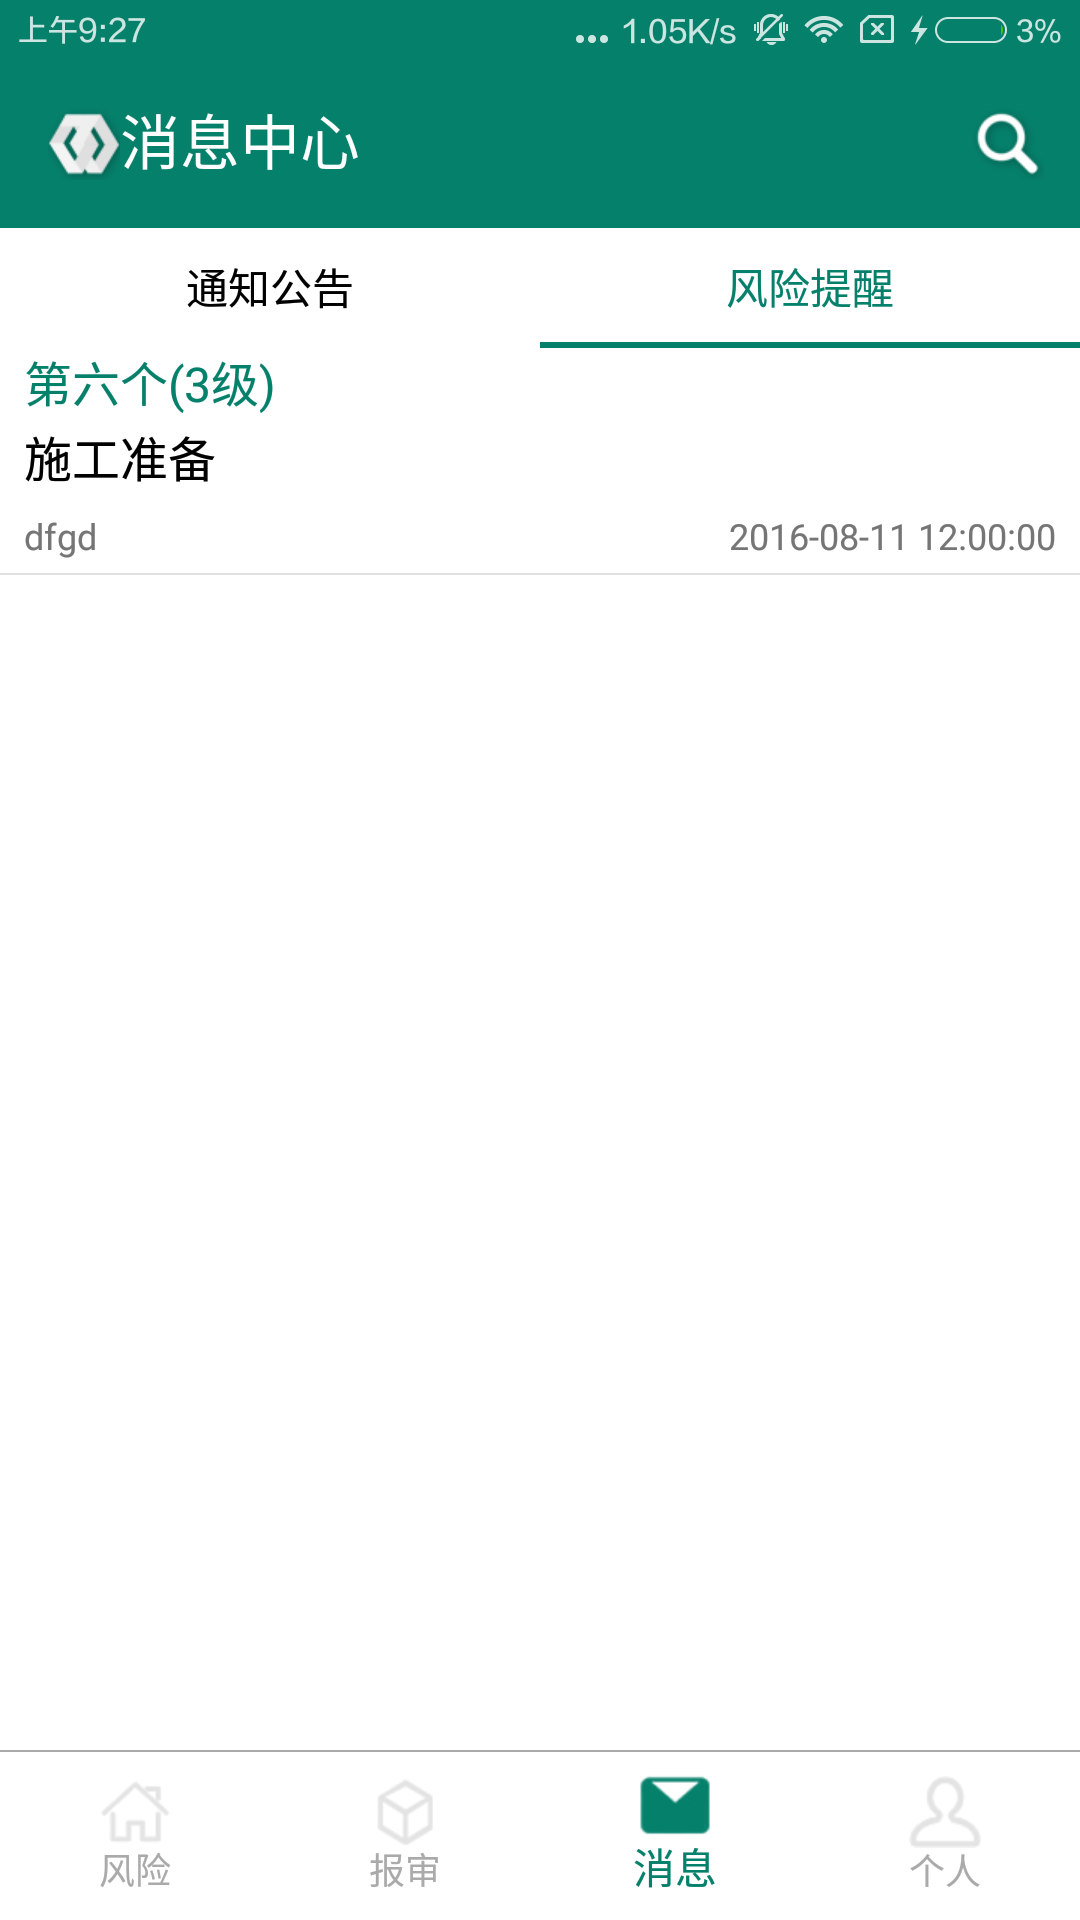 上午9:27 ... 1.05K/s 3%
消息中心
通知公告 风险提醒
第六个(3级)
施工准备
dfgd 2016-08-11 12:00:00
风险 报审 消息 个人